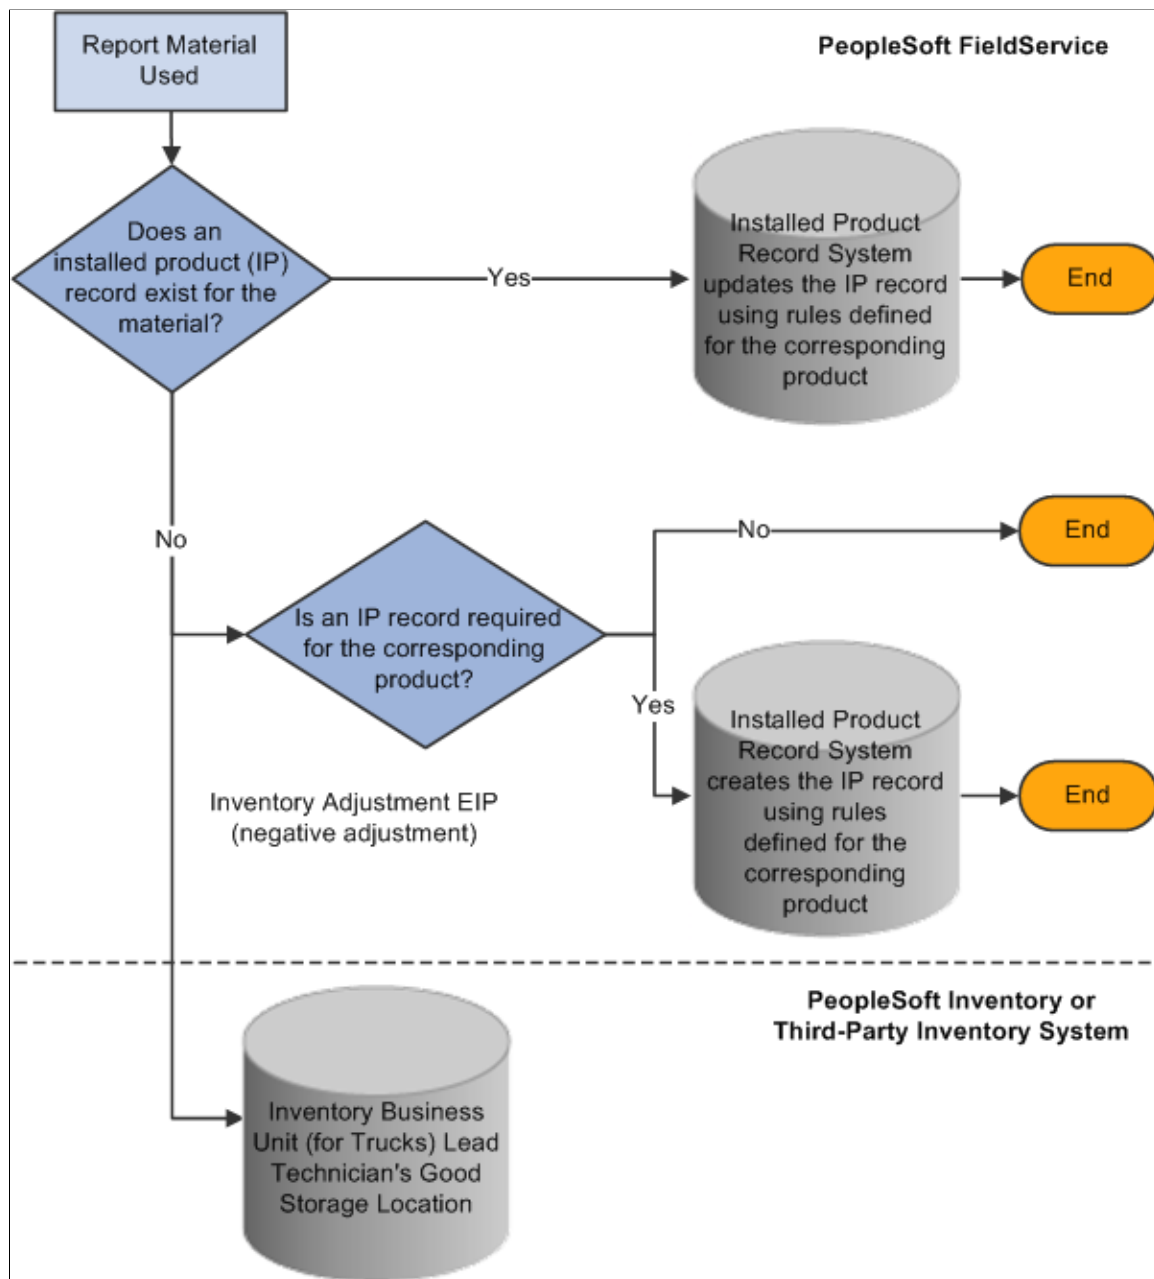 Report Material
Used
PeopleSoft FieldService
Does an
installed product (IP)
record exist for the
material?
Yes
Installed Product
Record System
updates the IP record
using rules defined
for the corresponding
product
End
No
Is an IP record required
for the corresponding
product?
No
End
Yes
Installed Product
Record System
creates the IP record
using rules
defined for the
corresponding
product
End
Inventory Adjustment EIP
(negative adjustment)
PeopleSoft Inventory or
Third-Party Inventory System
Inventory Business
Unit (for Trucks) Lead
Technician's Good
Storage Location